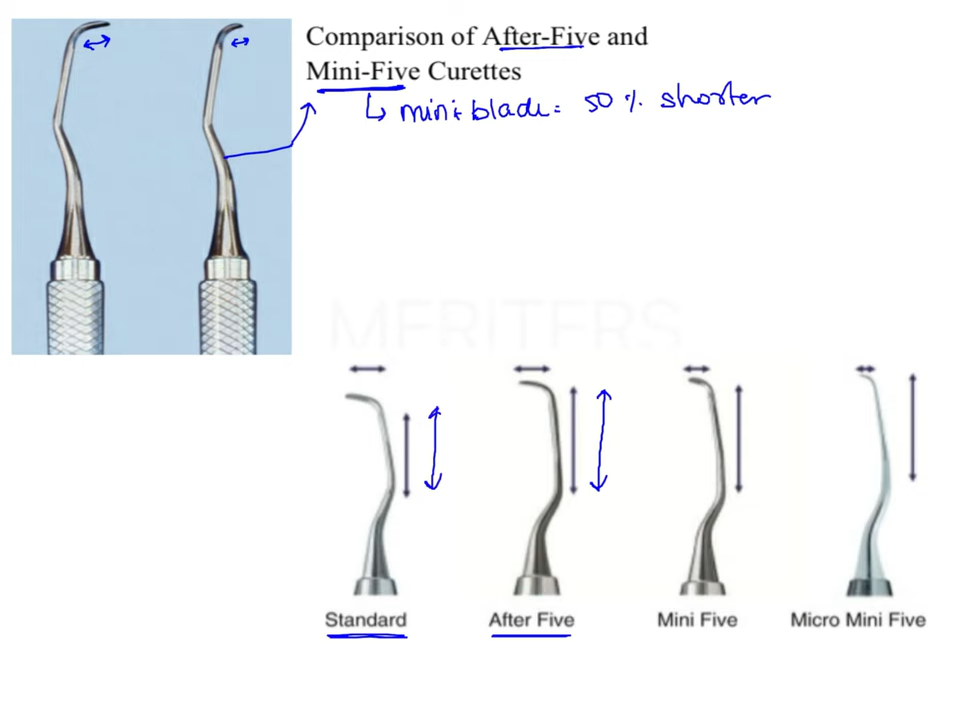 Comparison of After-Five and
Mini-Five Curettes
↳ mini blade = 50 % shorter
MERITERS
Standard
After Five
Mini Five
Micro Mini Five